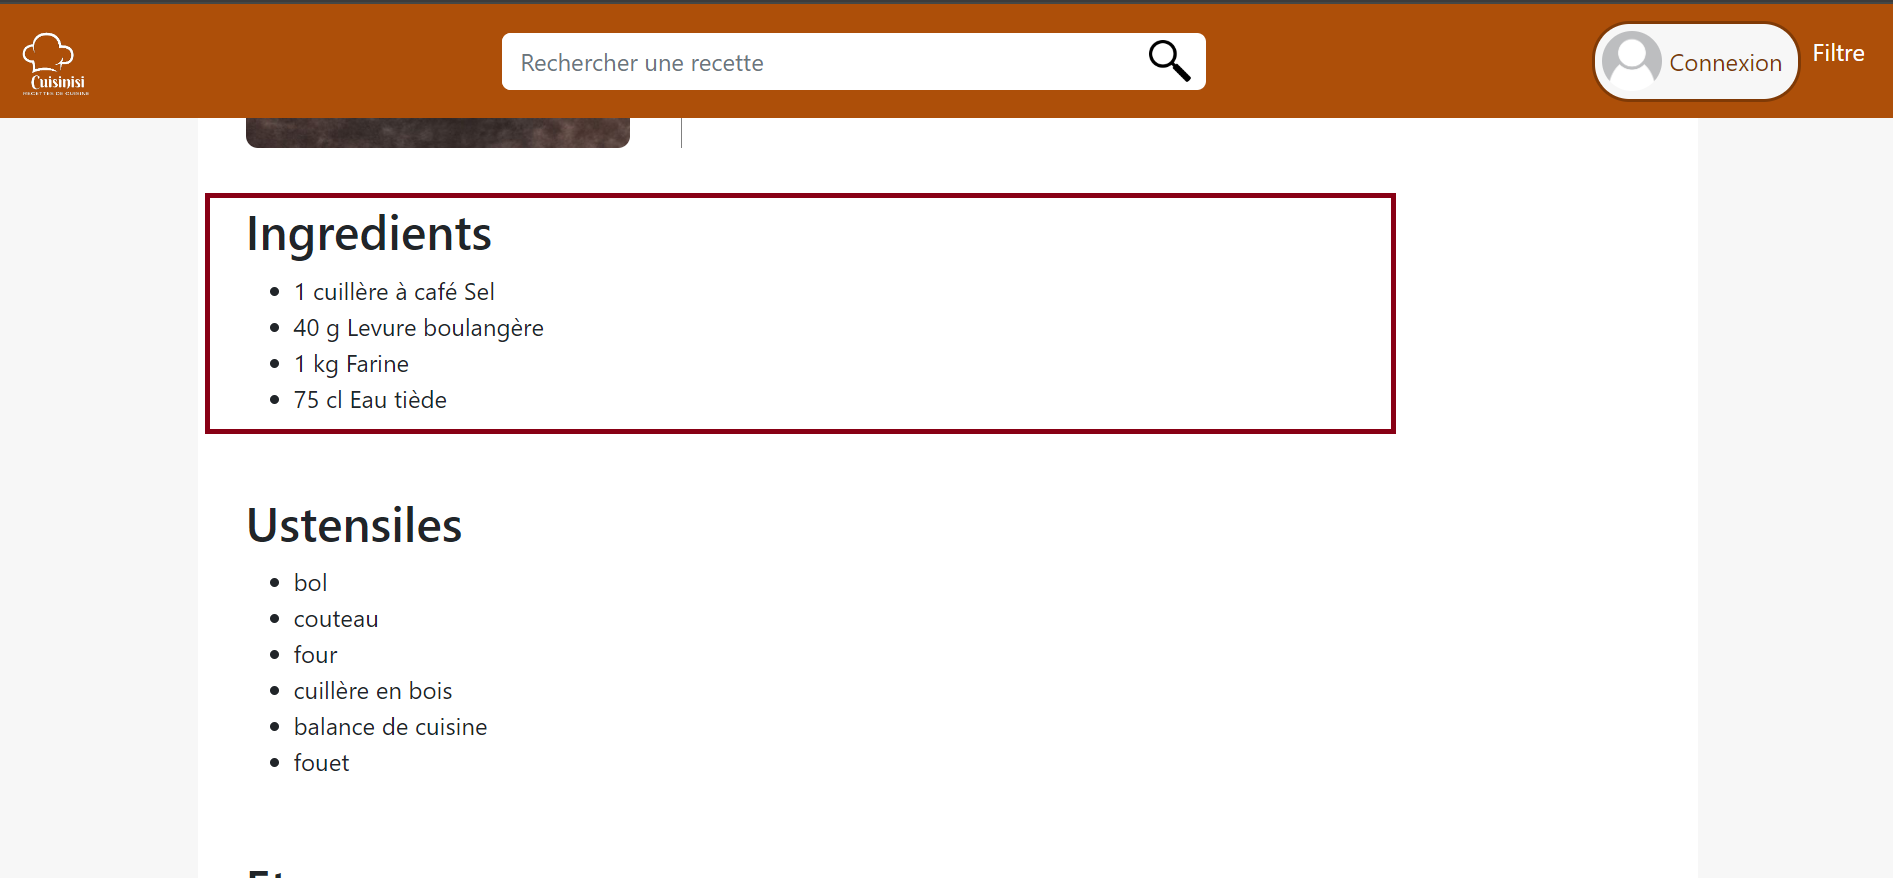 Cuisinisi
RECETTES DE CUISINE
Rechercher une recette
Connexion
Filtre
Ingredients
1 cuillère à café Sel
40 g Levure boulangère
1 kg Farine
75 cl Eau tiède
Ustensiles
bol
couteau
four
cuillère en bois
balance de cuisine
fouet